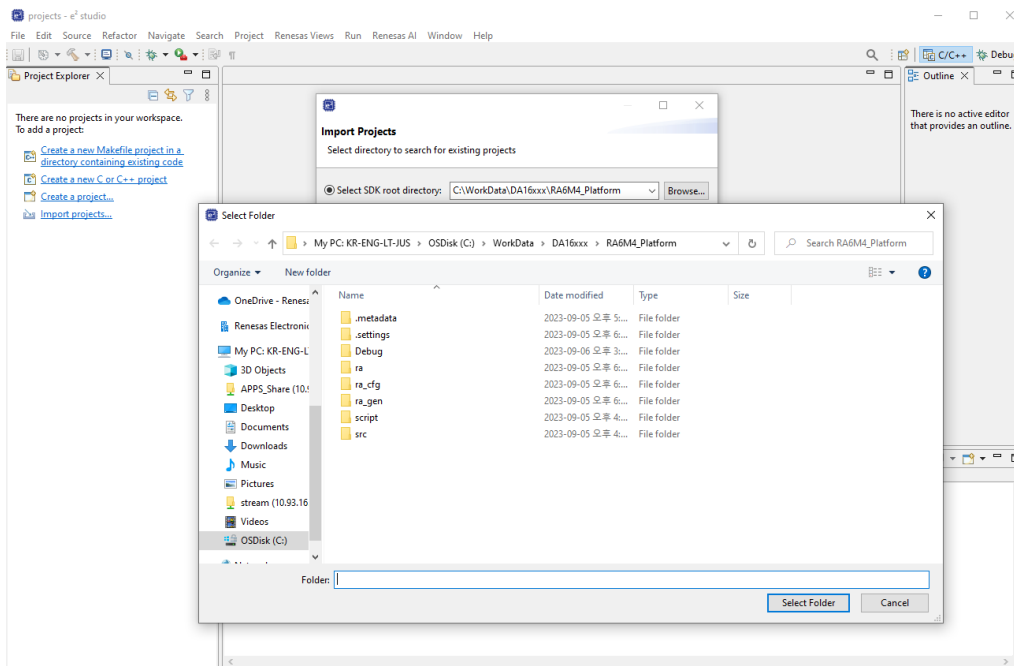 projects - e² studio
File Edit Source Refactor Navigate Search Project Renesas Views Run Renesas AI Window Help
C/C++ Debu
Project Explorer
Outline
There are no projects in your workspace.
To add a project:
Create a new Makefile project in a
directory containing existing code
Create a new C or C++ project
Create a project...
Import projects...
There is no active editor
that provides an outline.
Import Projects
Select directory to search for existing projects
Select SDK root directory: C:\WorkData\DA16xxx\RA6M4_Platform Browse...
Select Folder
My PC: KR-ENG-LT-JUS › OSDisk (C:) › WorkData › DA16xxx › RA6M4_Platform Search RA6M4_Platform
Organize New folder
OneDrive - Renesa
Renesas Electronic
My PC: KR-ENG-L
3D Objects
APPS_Share (10.9
Desktop
Documents
Downloads
Music
Pictures
stream (10.93.16
Videos
OSDisk (C:)
Name Date modified Type Size
.metadata 2023-09-05 오후 5:... File folder
.settings 2023-09-05 오후 6:... File folder
Debug 2023-09-06 오후 3:... File folder
ra 2023-09-05 오후 6:... File folder
ra_cfg 2023-09-05 오후 6:... File folder
ra_gen 2023-09-05 오후 6:... File folder
script 2023-09-05 오후 4:... File folder
src 2023-09-05 오후 4:... File folder
Folder:
Select Folder Cancel